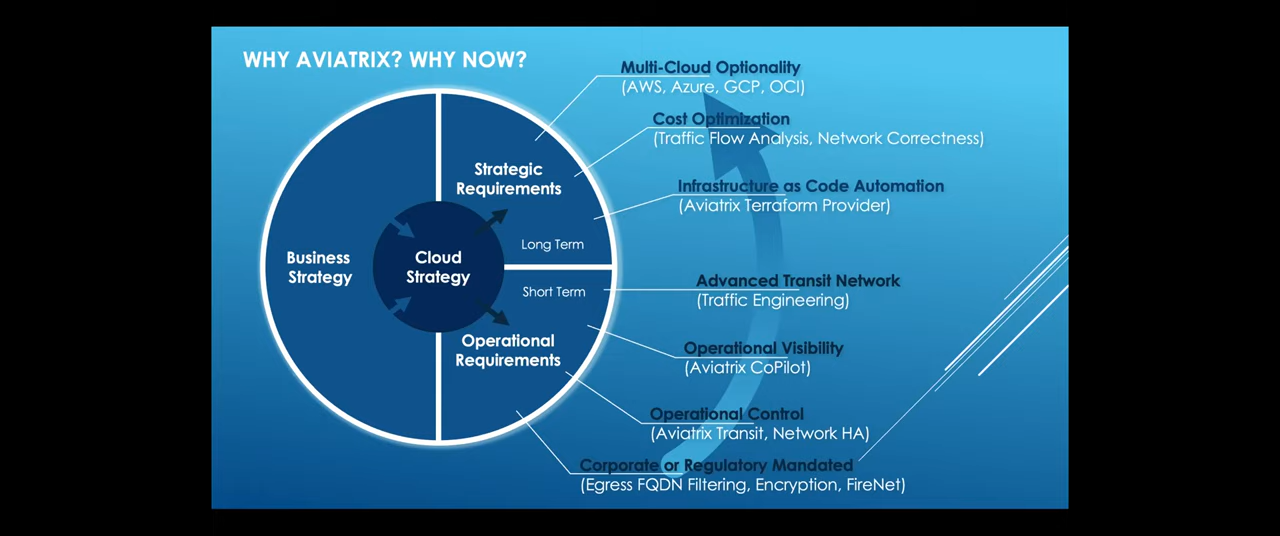 WHY AVIATRIX? WHY NOW?
Multi-Cloud Optionality
(AWS, Azure, GCP, OCI)
Cost Optimization
(Traffic Flow Analysis, Network Correctness)
Strategic
Requirements
Infrastructure as Code Automation
(Aviatrix Terraform Provider)
Long Term
Business
Strategy
Cloud
Strategy
Short Term
Advanced Transit Network
(Traffic Engineering)
Operational
Requirements
Operational Visibility
(Aviatrix CoPilot)
Operational Control
(Aviatrix Transit, Network HA)
Corporate or Regulatory Mandated
(Egress FQDN Filtering, Encryption, FireNet)